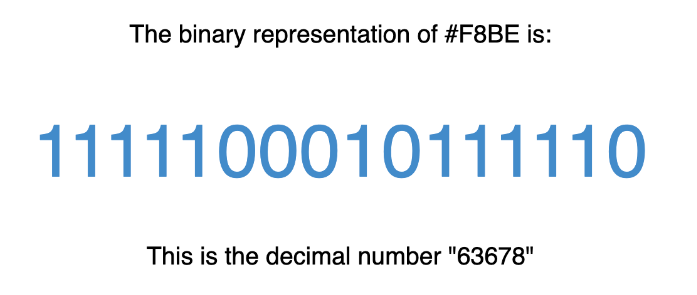 The binary representation of #F8BE is:
1111100010111110
This is the decimal number "63678"